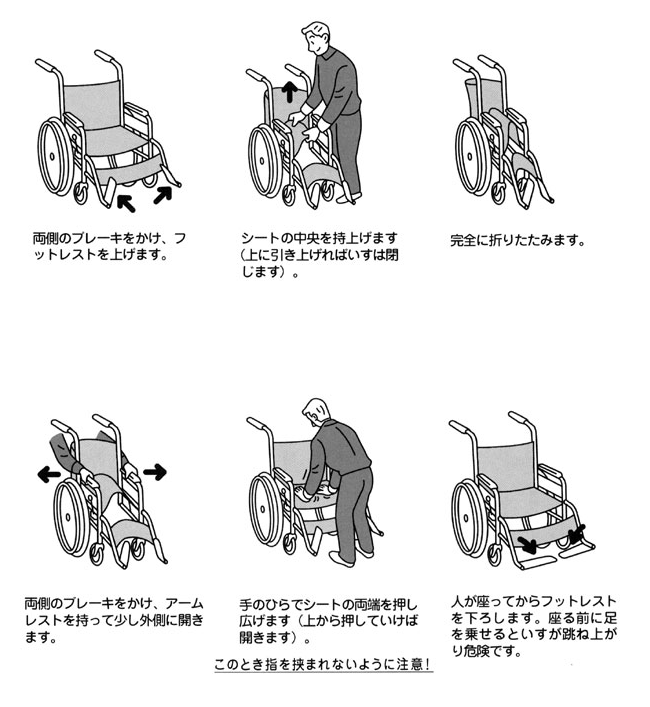 両側のブレーキをかけ、フ
ットレストを上げます。
シートの中央を持上げます
（上に引き上げればいすは閉
じます）。
完全に折りたたみます。
両側のブレーキをかけ、アーム
レストを持って少し外側に開き
ます。
手のひらでシートの両端を押し
広げます（上から押していけば
開きます）。
このとき指を挟まれないように注意！
人が座ってからフットレスト
を下ろします。座る前に足
を乗せるといすが跳ね上が
り危険です。